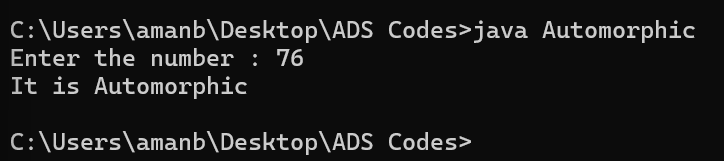 C:\Users\amanb\Desktop\ADS Codes>java Automorphic
Enter the number : 76
It is Automorphic
C:\Users\amanb\Desktop\ADS Codes>